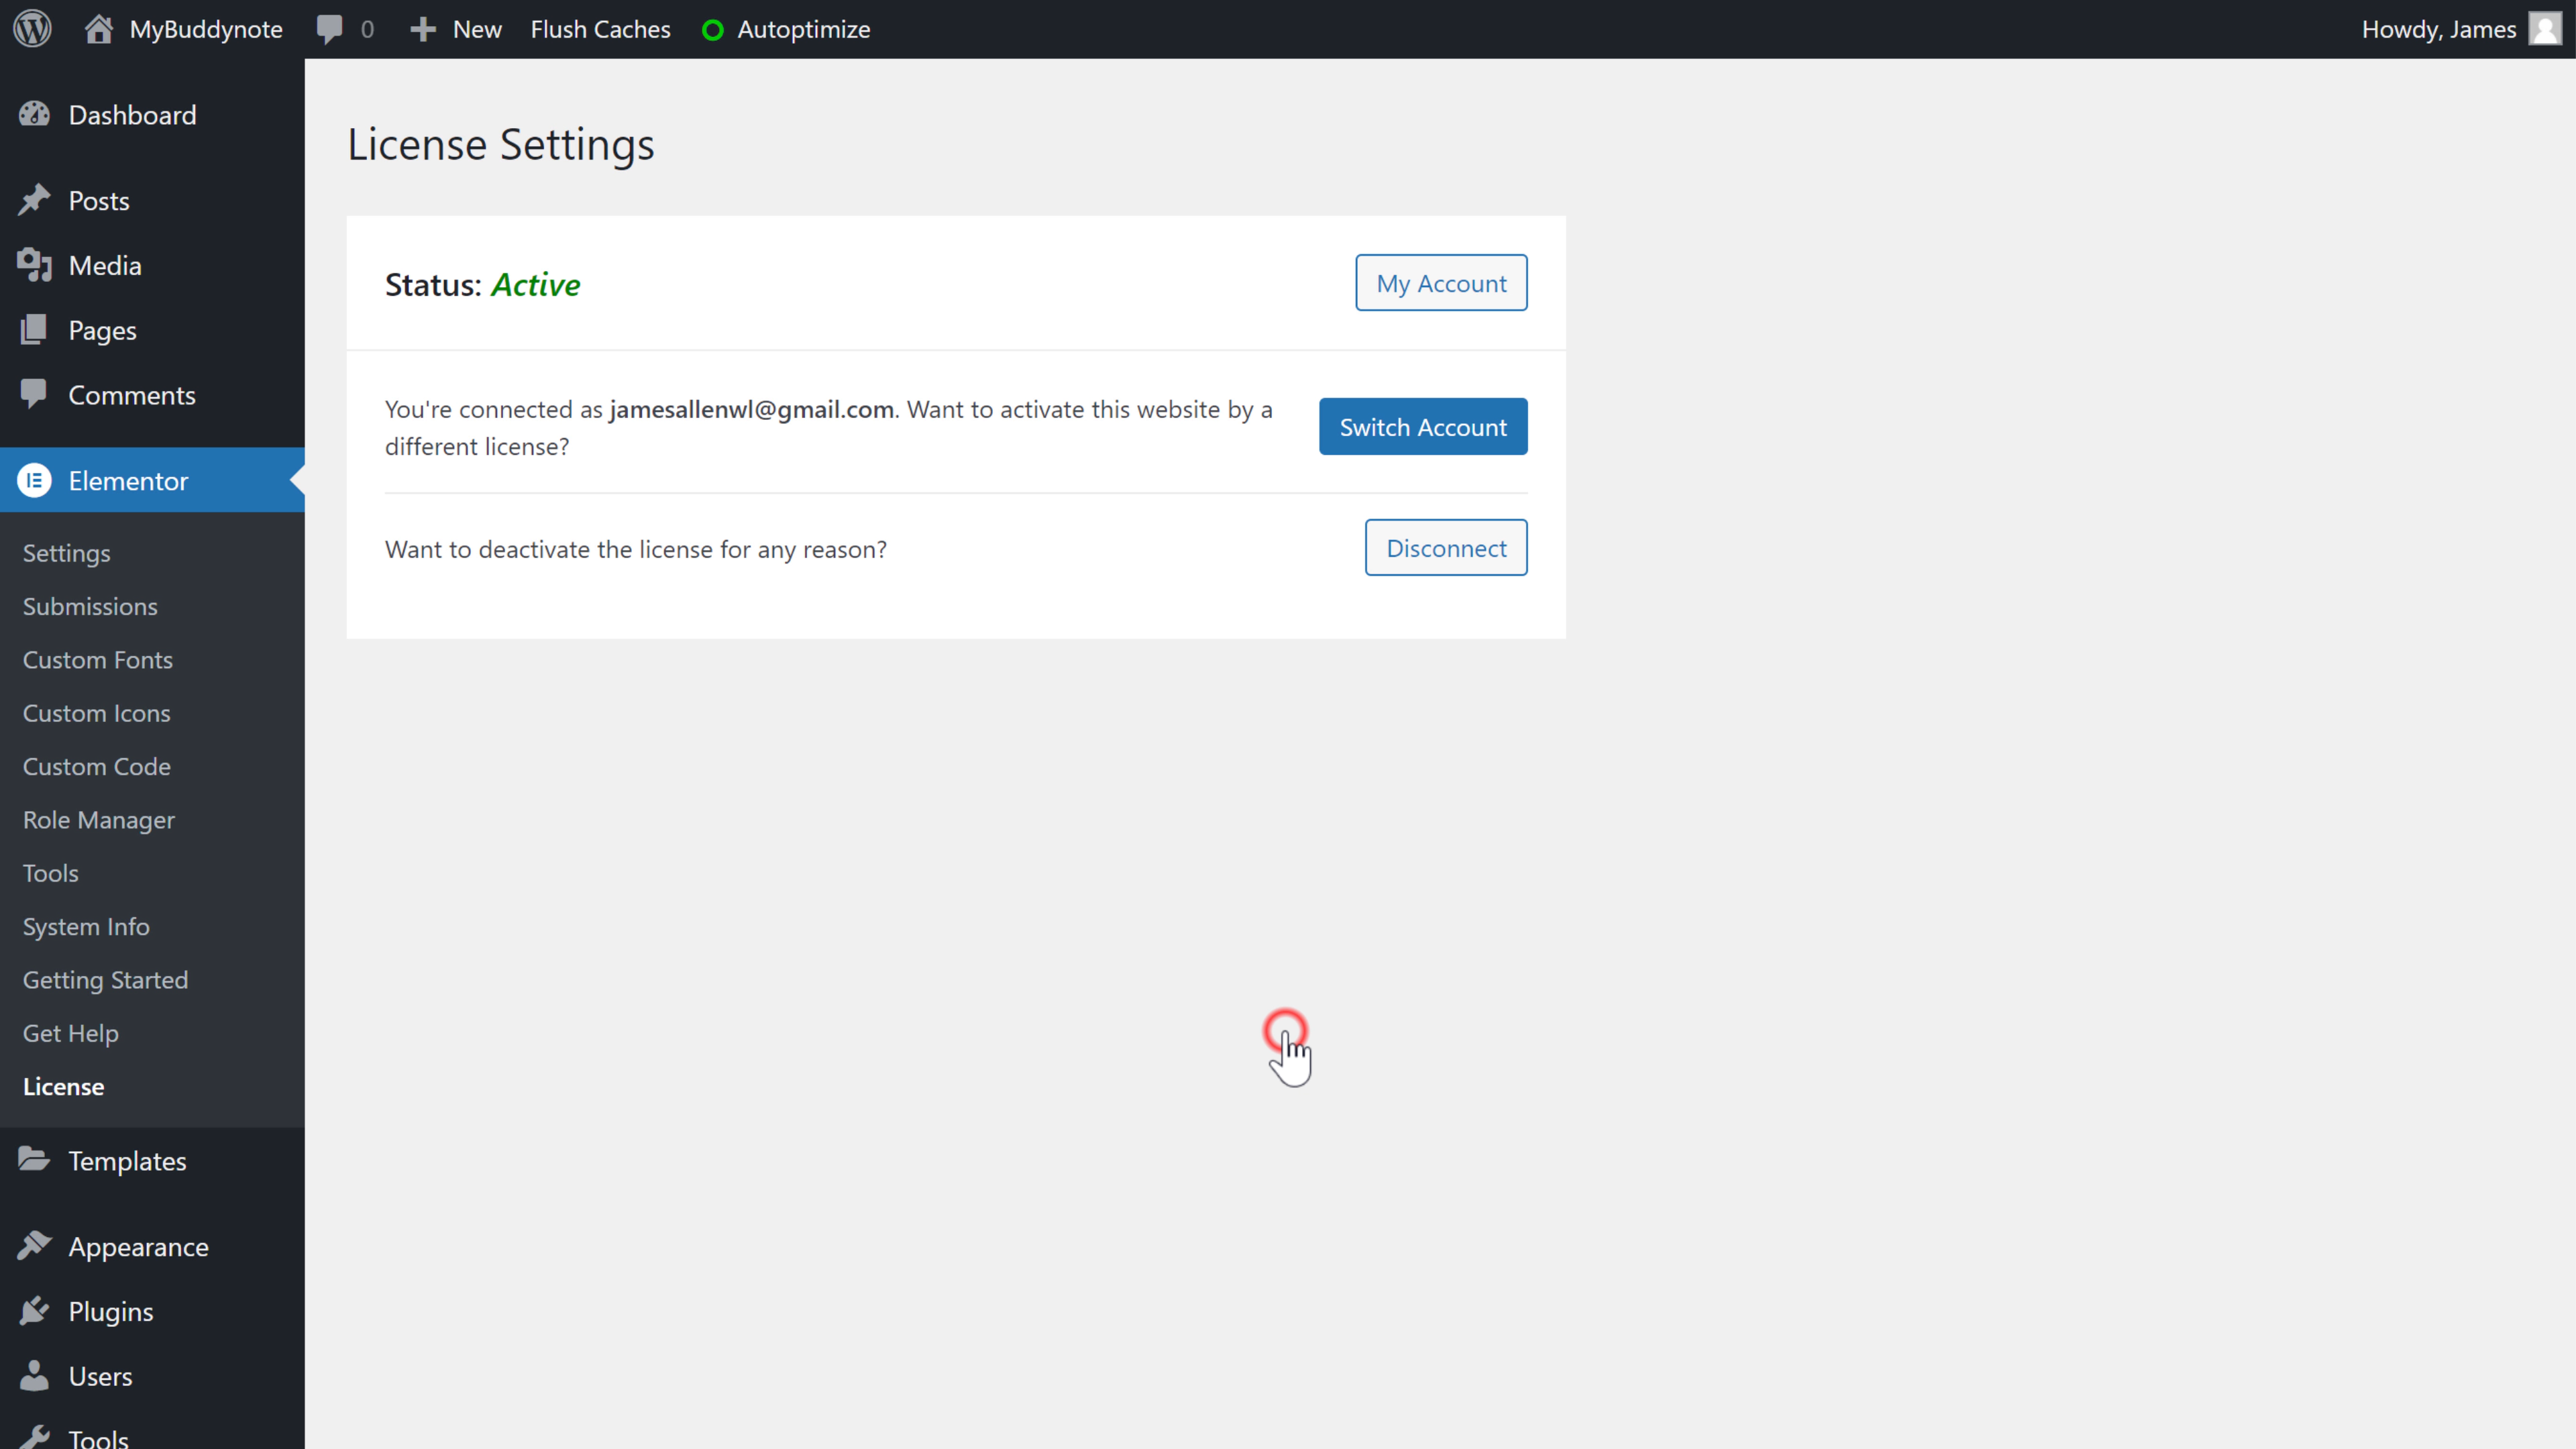 MyBuddynote
0
New
Flush Caches
Autoptimize
Howdy, James
Dashboard
Posts
Media
Pages
Comments
Elementor
Settings
Submissions
Custom Fonts
Custom Icons
Custom Code
Role Manager
Tools
System Info
Getting Started
Get Help
License
Templates
Appearance
Plugins
Users
Tools
License Settings
Status: Active
My Account
You're connected as jamesallenwl@gmail.com. Want to activate this website by a
different license?
Switch Account
Want to deactivate the license for any reason?
Disconnect